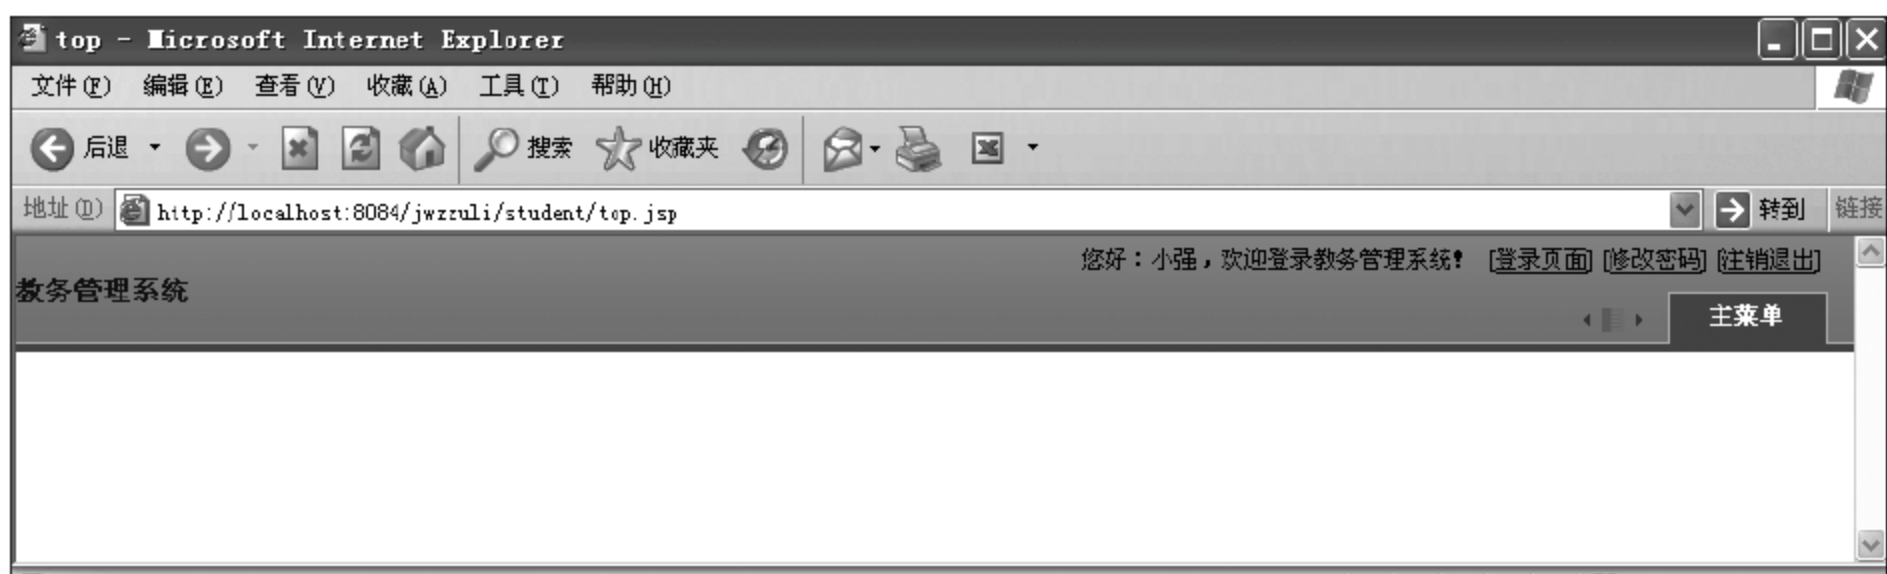 top - Microsoft Internet Explorer
文件(F) 编辑(E) 查看(V) 收藏(A) 工具(T) 帮助(H)
后退 搜索 收藏夹
地址(D) http://localhost:8084/jwzzuli/student/top.jsp 转到 链接
您好：小强，欢迎登录教务管理系统！ [登录页面] [修改密码] [注销退出]
教务管理系统
主菜单